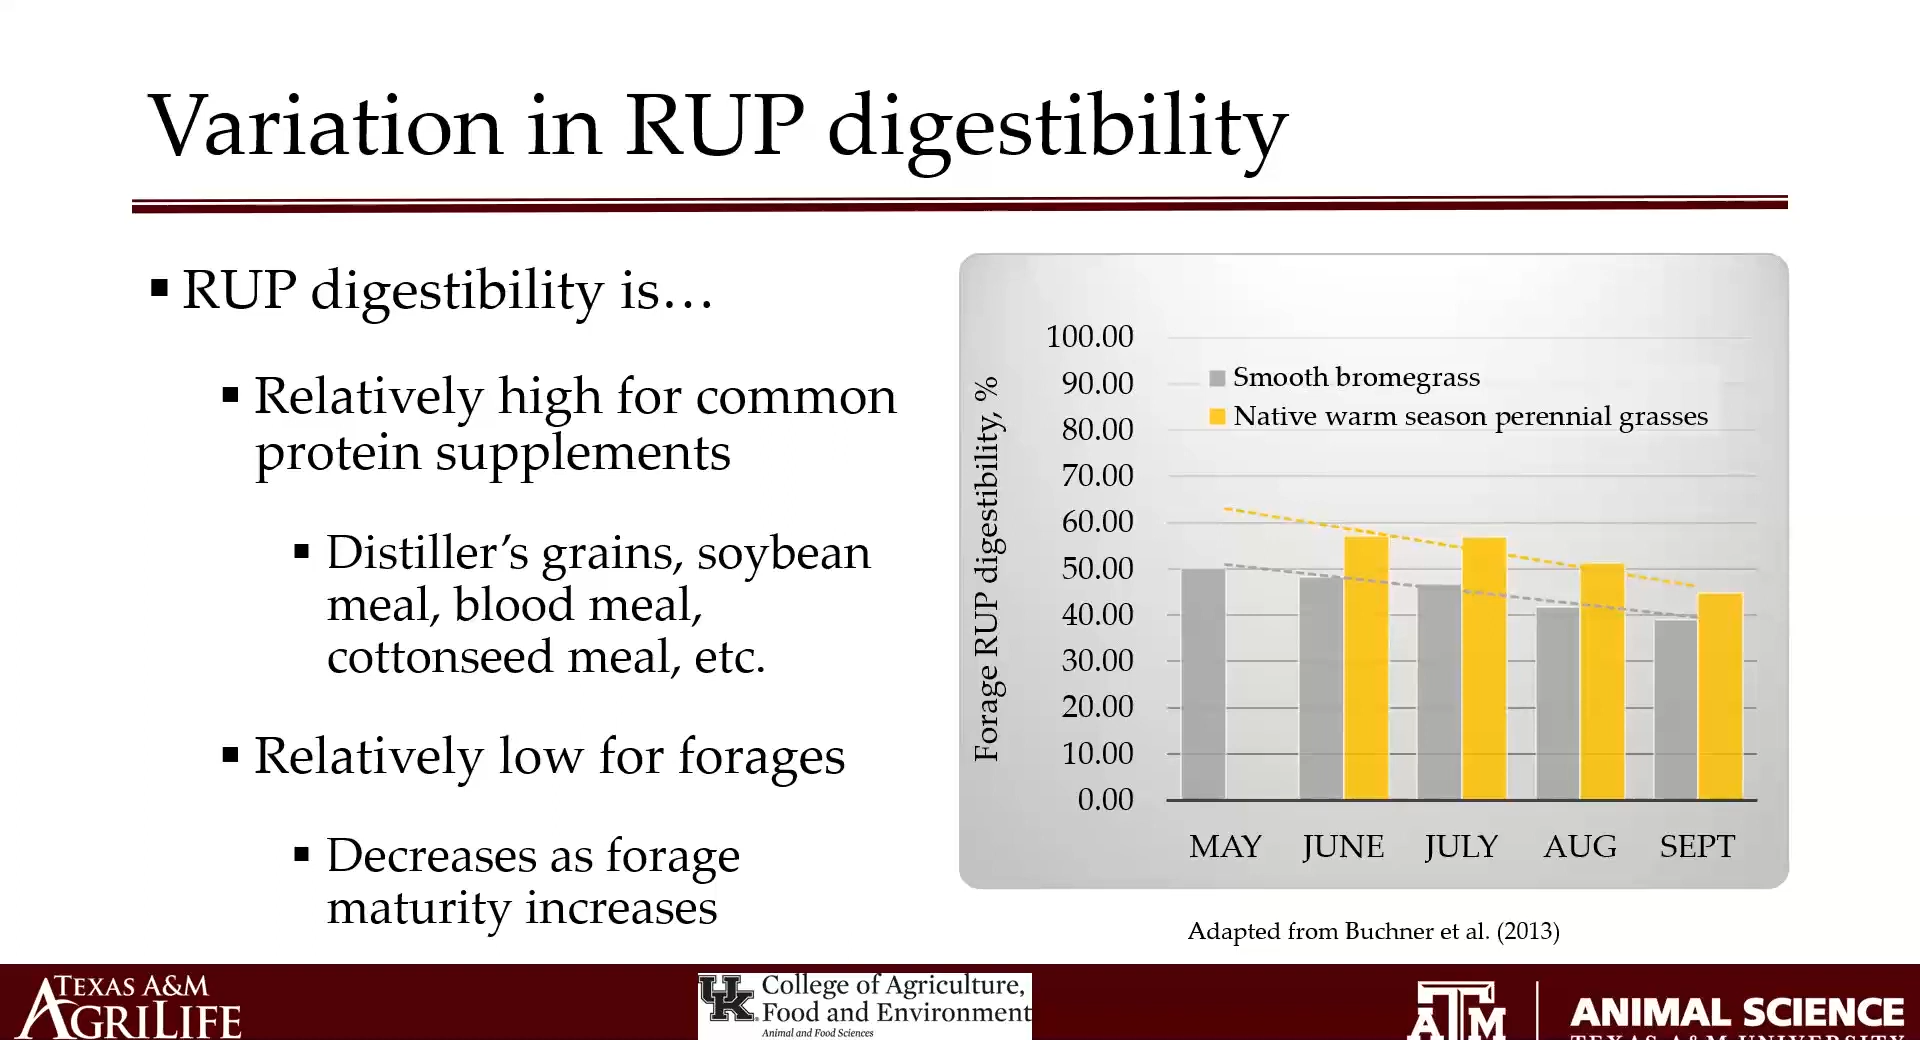 Variation in RUP digestibility
▪ RUP digestibility is…
▪ Relatively high for common
protein supplements
▪ Distiller’s grains, soybean
meal, blood meal,
cottonseed meal, etc.
▪ Relatively low for forages
▪ Decreases as forage
maturity increases
Forage RUP digestibility, %
100.00
90.00
80.00
70.00
60.00
50.00
40.00
30.00
20.00
10.00
0.00
Smooth bromegrass
Native warm season perennial grasses
MAY JUNE JULY AUG SEPT
Adapted from Buchner et al. (2013)
TEXAS A&M
AGRILIFE
UK College of Agriculture,
Food and Environment
Animal and Food Sciences
ATM
ANIMAL SCIENCE
TEXAS A&M UNIVERSITY